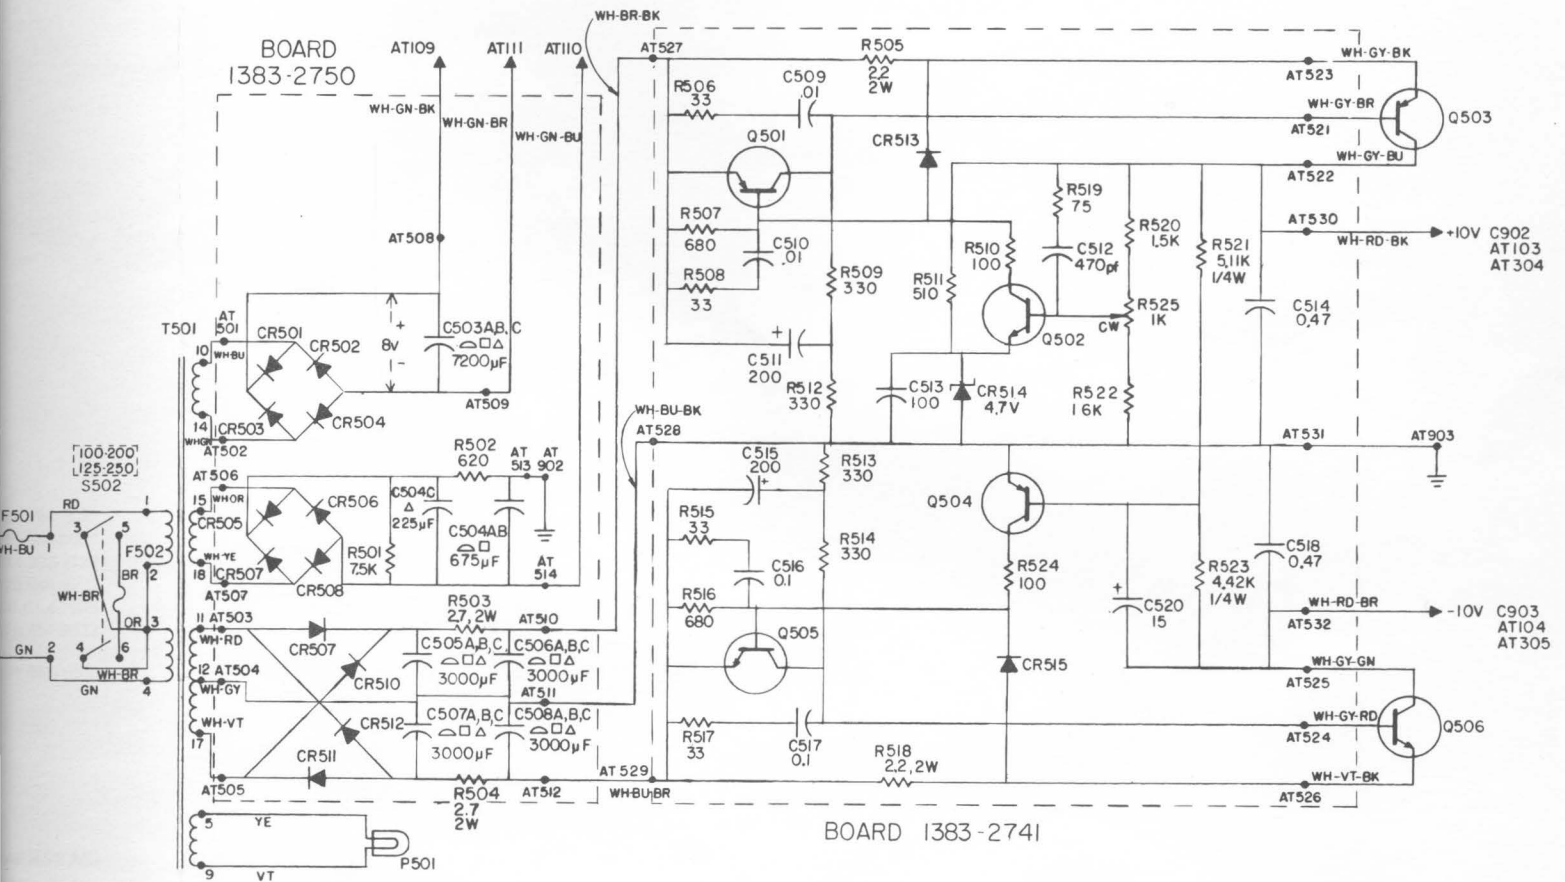 WH-BR-BK
BOARD
1383-2750
AT109
AT111
AT110
WH-GN-BK
WH-GN-BR
WH-GN-BU
AT508
AT
501
T501
10
WH-BU
CR501
CR502
+
8V
-
C503A,B,C
7200µF
CR503
CR504
AT509
14
WHGN
AT502
100-200
125-250
S502
F501
WH-BU
RD
1
3
5
1
F502
2
BR
WH-BR
OR
3
GN
2
4
6
WH-BR
GN
4
AT506
15
WHOR
CR505
CR506
WH-YE
18
CR507
CR508
AT507
R502
620
AT
513
AT
902
C504C
225µF
C504AB
675µF
R501
7.5K
AT
514
11
AT503
WH-RD
CR507
R503
2.7, 2W
AT510
12
AT504
WH-GY
CR510
C505A,B,C
3000µF
C506A,B,C
3000µF
AT511
WH-VT
17
CR512
C507A,B,C
3000µF
C508A,B,C
3000µF
CR511
AT505
R504
2.7
2W
AT512
5
YE
P501
9
VT
AT527
R505
2.2
2W
WH-GY-BK
AT523
R506
33
C509
.01
WH-GY-BR
AT521
Q503
Q501
CR513
WH-GY-BU
AT522
R507
680
C510
.01
R508
33
R509
330
R510
100
R511
510
R519
75
C512
470pf
R520
1.5K
R521
5.11K
1/4W
AT530
WH-RD-BK
+10V
C902
AT103
AT304
R525
1K
CW
Q502
C514
0.47
+
C511
200
R512
330
C513
100
CR514
4.7V
R522
1.6K
WH-BU-BK
AT528
AT531
AT903
C515
200
+
R513
330
Q504
R515
33
R514
330
C516
0.1
R524
100
R523
4.42K
1/4W
C518
0.47
R516
680
+
C520
15
WH-RD-BR
AT532
-10V
C903
AT104
AT305
Q505
CR515
WH-GY-GN
AT525
R517
33
C517
0.1
WH-GY-RD
AT524
Q506
AT529
WH-BU-BR
R518
2.2, 2W
WH-VT-BK
AT526
BOARD 1383-2741